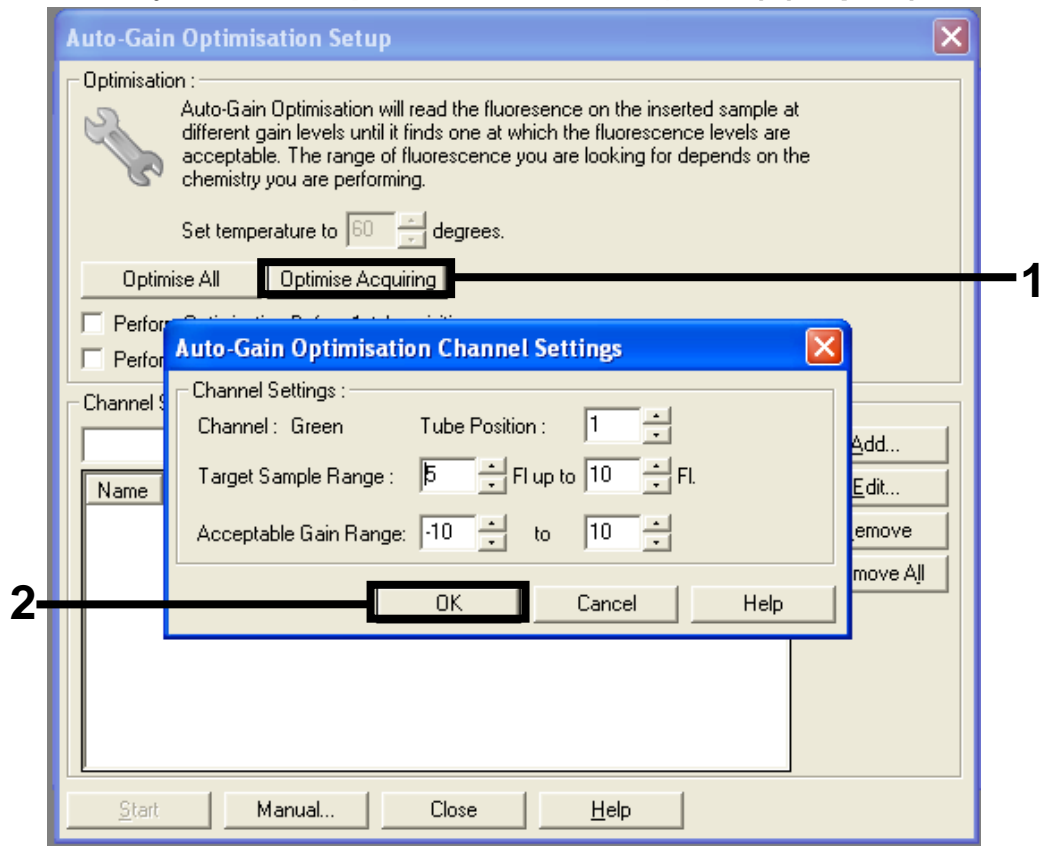 Auto-Gain Optimisation Setup
Optimisation :
Auto-Gain Optimisation will read the fluoresence on the inserted sample at
different gain levels until it finds one at which the fluorescence levels are
acceptable. The range of fluorescence you are looking for depends on the
chemistry you are performing.
Set temperature to 60 degrees.
Optimise All Optimise Acquiring
1
Auto-Gain Optimisation Channel Settings
Channel Settings :
Channel : Green Tube Position : 1
Target Sample Range : 5 Fl up to 10 Fl.
Acceptable Gain Range: -10 to 10
OK Cancel Help
2
Channel
Name
Add...
Edit...
emove
move All
Start Manual... Close Help